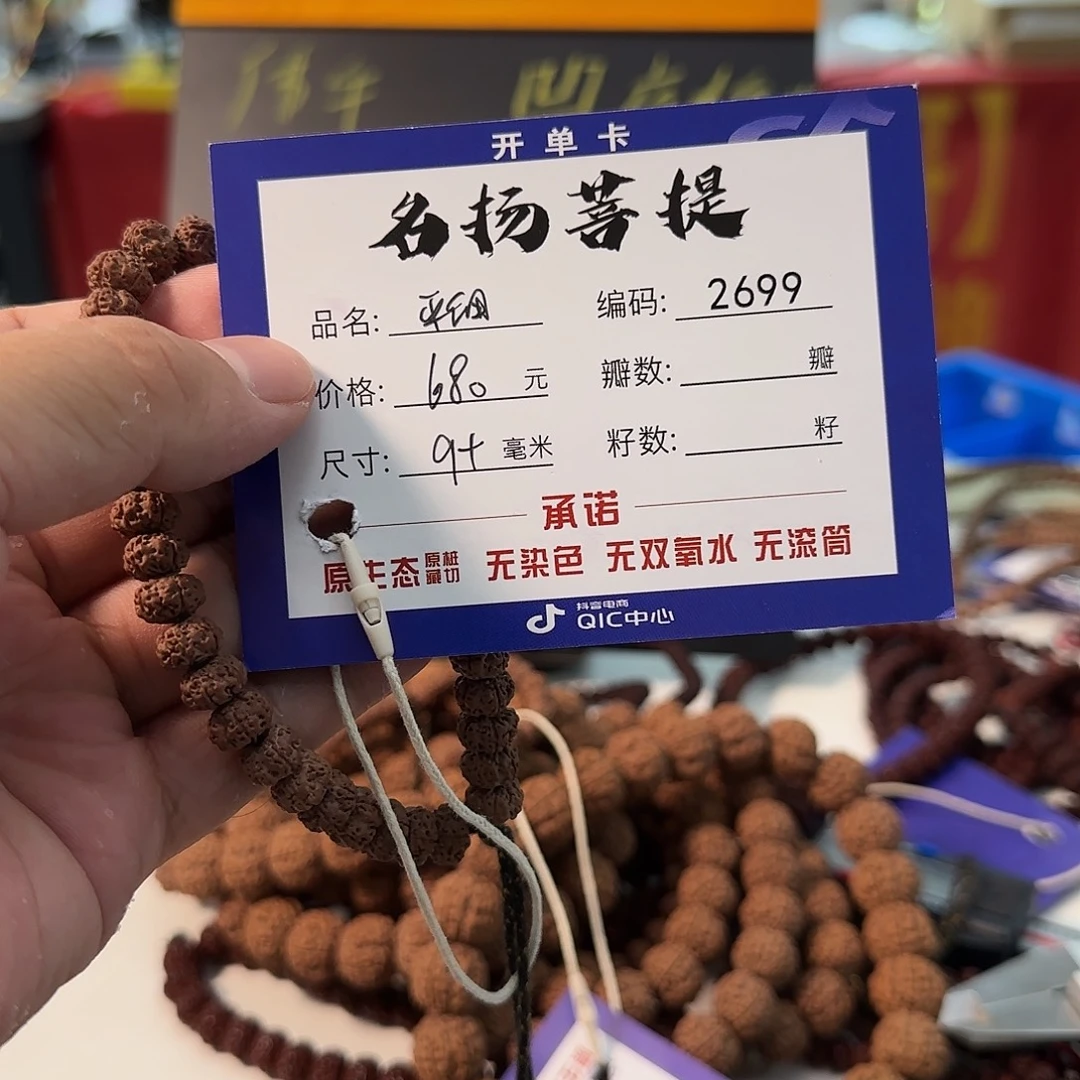 开单卡
名扬菩提
品名: 平细 编码: 2699
价格: 680 元 瓣数: 瓣
尺寸: 9+ 毫米 籽数: 籽
承诺
原生态 原桩藏切 无染色 无双氧水 无滚筒
抖音电商
QIC中心